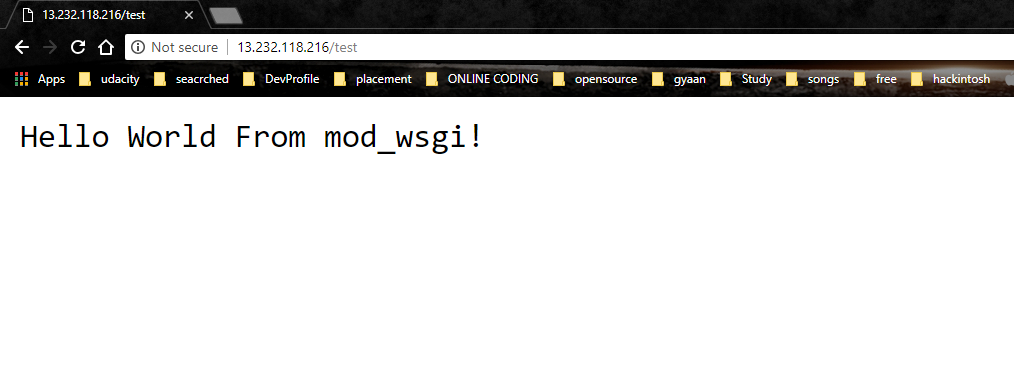 13.232.118.216/test
Not secure 13.232.118.216/test
Apps udacity seacrched DevProfile placement ONLINE CODING opensource gyaan Study songs free hackintosh
Hello World From mod_wsgi!